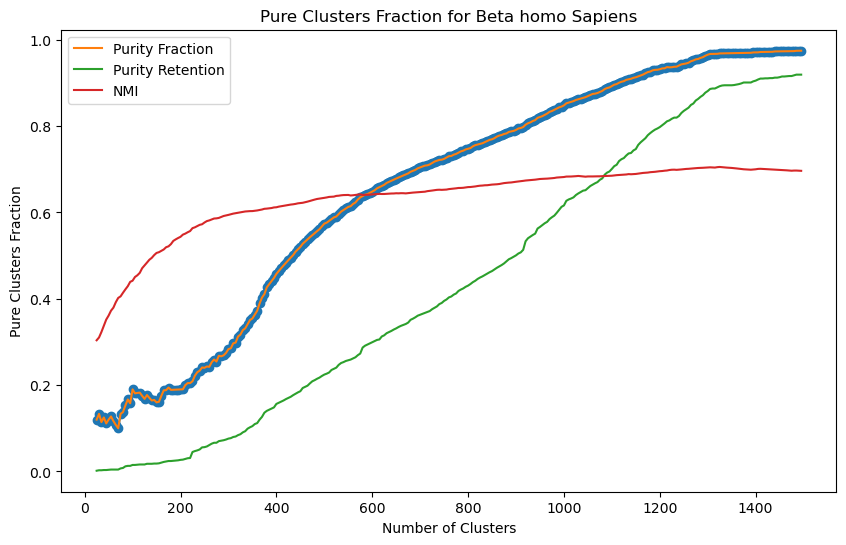 Pure Clusters Fraction for Beta homo Sapiens
Purity Fraction
Purity Retention
NMI
Pure Clusters Fraction
1.0
0.8
0.6
0.4
0.2
0.0
0 200 400 600 800 1000 1200 1400
Number of Clusters